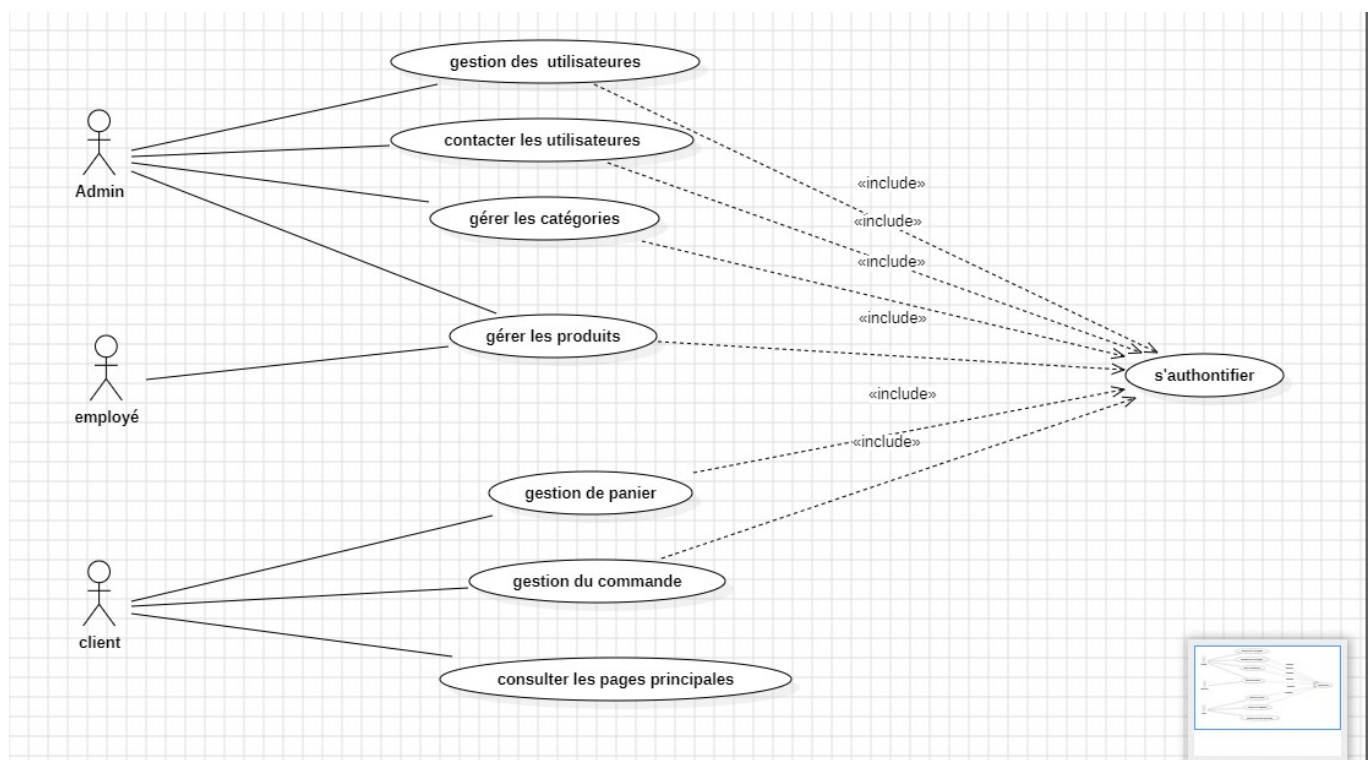 gestion des utilisateures
contacter les utilisateures
Admin
«include»
gérer les catégories
«include»
«include»
«include»
gérer les produits
s'authontifier
employé
«include»
«include»
gestion de panier
gestion du commande
client
consulter les pages principales